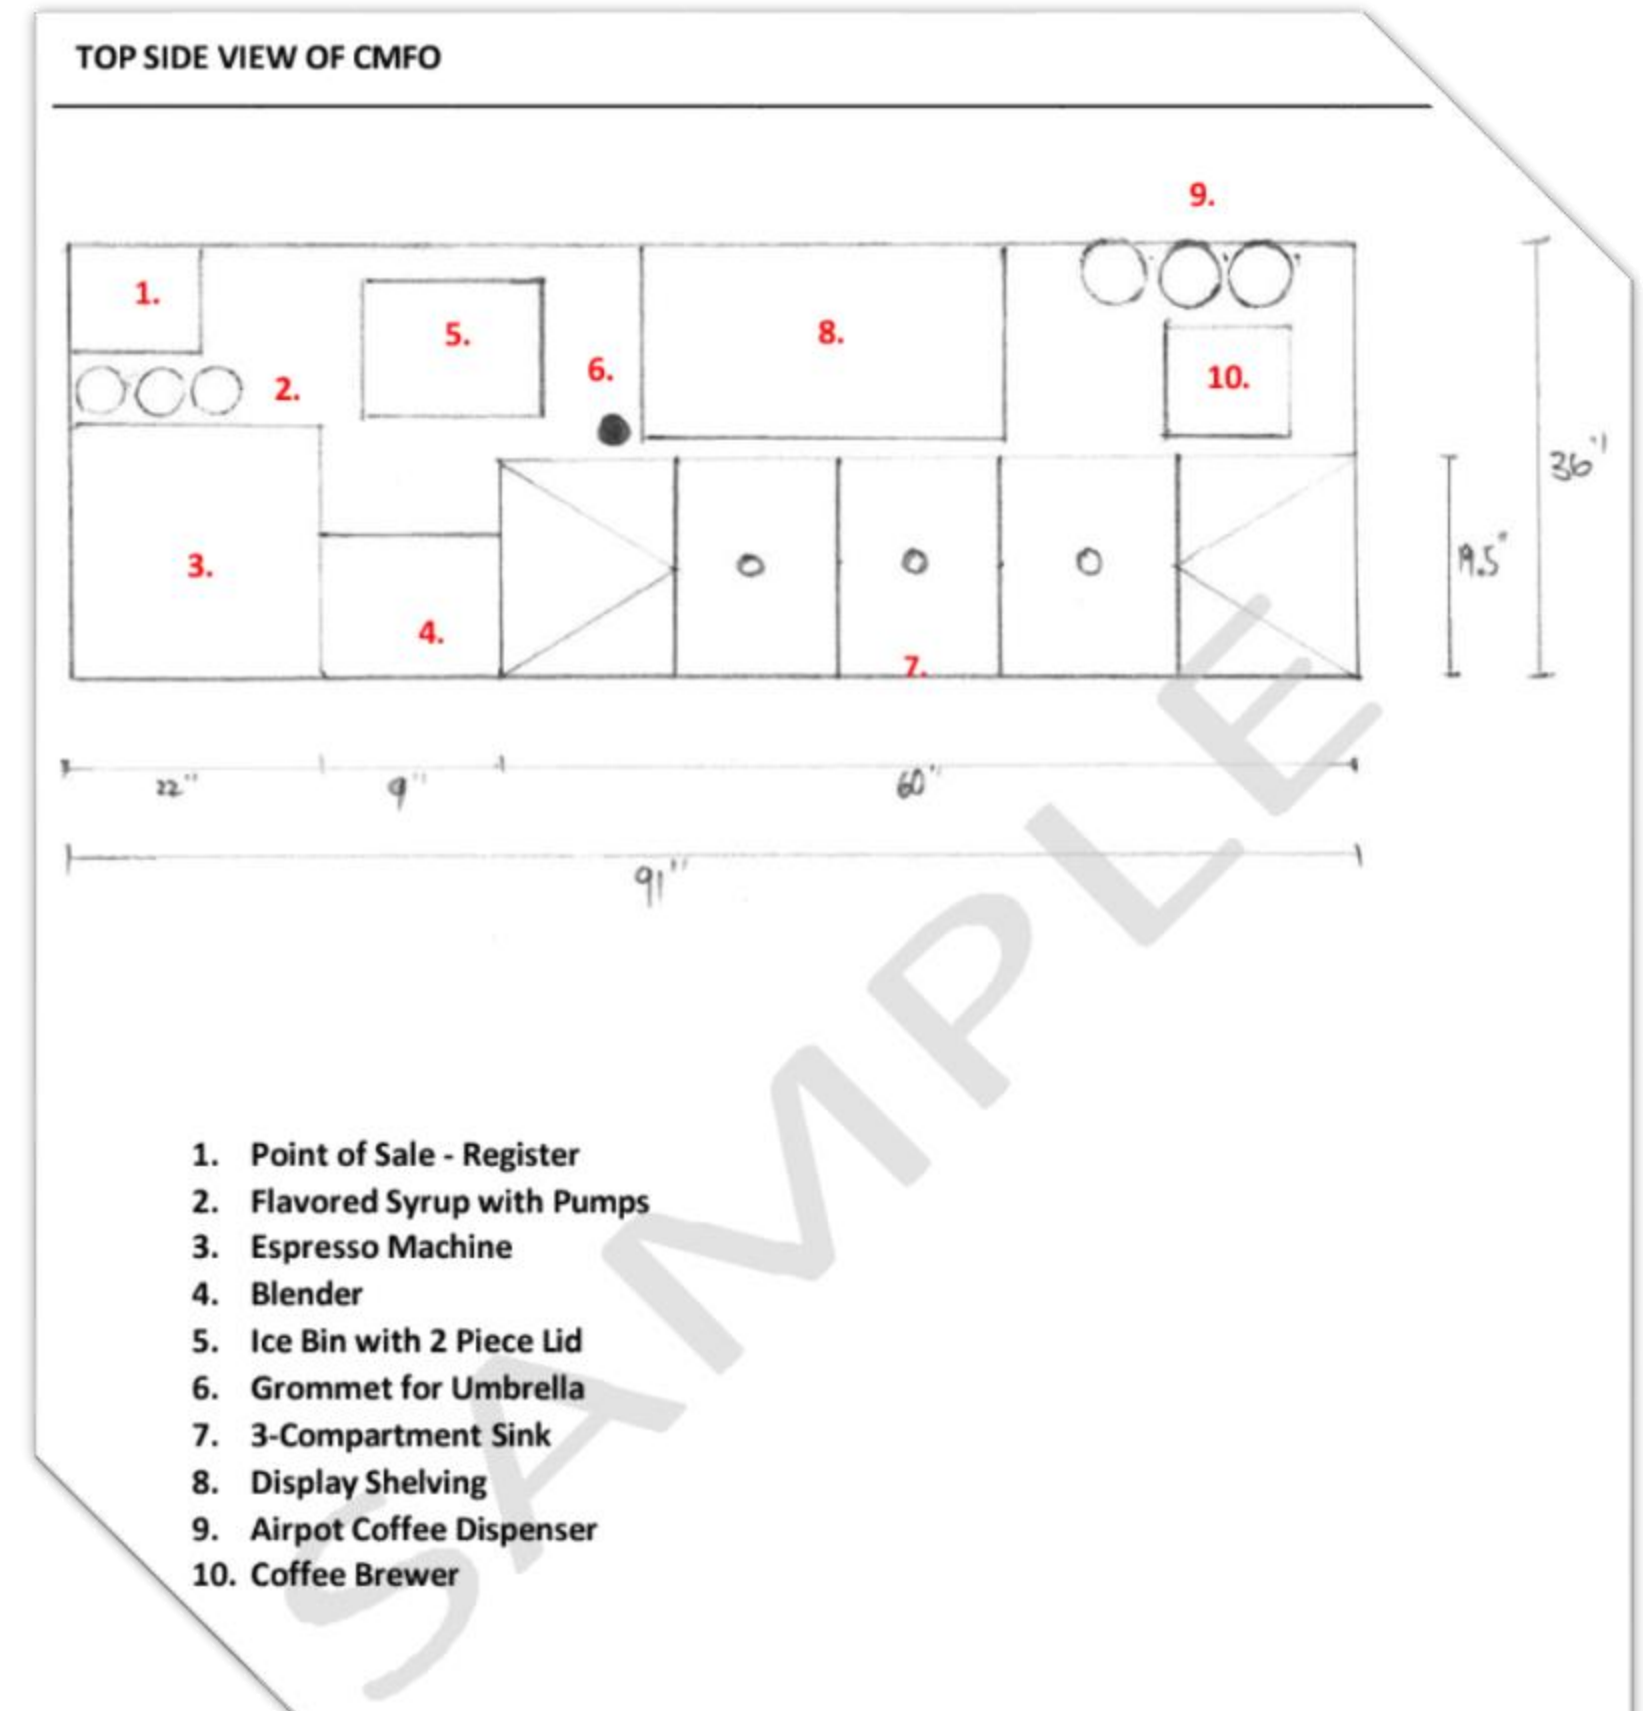 TOP SIDE VIEW OF CMFO
9.
1.
5.
8.
6.
2.
10.
36"
3.
19.5"
4.
7.
22"
9"
60"
91"
SAMPLE
1. Point of Sale - Register
2. Flavored Syrup with Pumps
3. Espresso Machine
4. Blender
5. Ice Bin with 2 Piece Lid
6. Grommet for Umbrella
7. 3-Compartment Sink
8. Display Shelving
9. Airpot Coffee Dispenser
10. Coffee Brewer